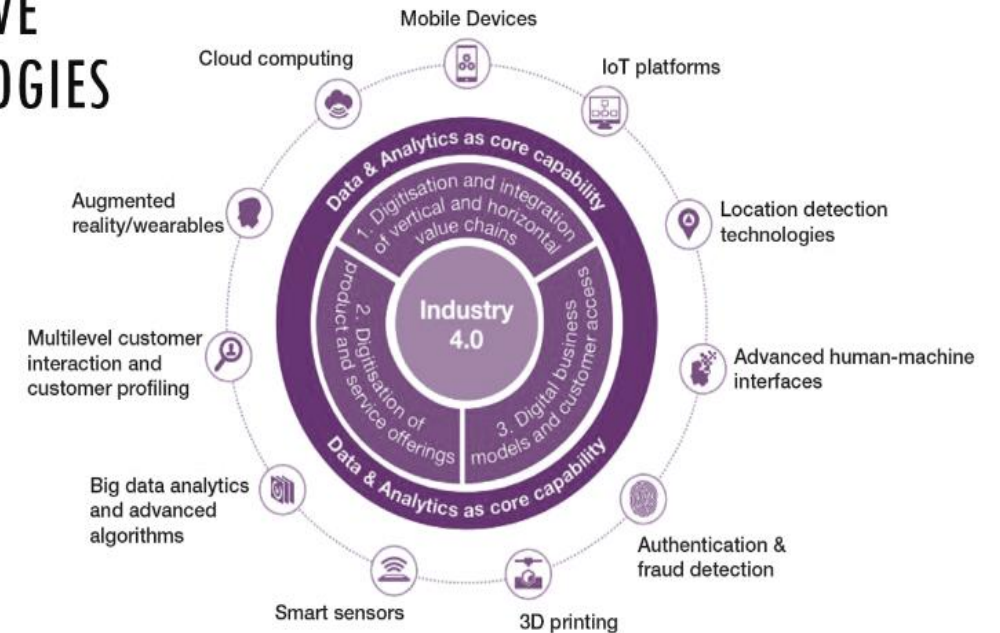 VE
OGIES
Mobile Devices
Cloud computing
IoT platforms
Augmented
reality/wearables
Location detection
technologies
Multilevel customer
interaction and
customer profiling
Advanced human-machine
interfaces
Big data analytics
and advanced
algorithms
Authentication &
fraud detection
Smart sensors
3D printing
Data & Analytics as core capability
1. Digitisation and integration
of vertical and horizontal
value chains
2. Digitisation of
product and service offerings
3. Digital business
models and customer access
Industry
4.0
Data & Analytics as core capability